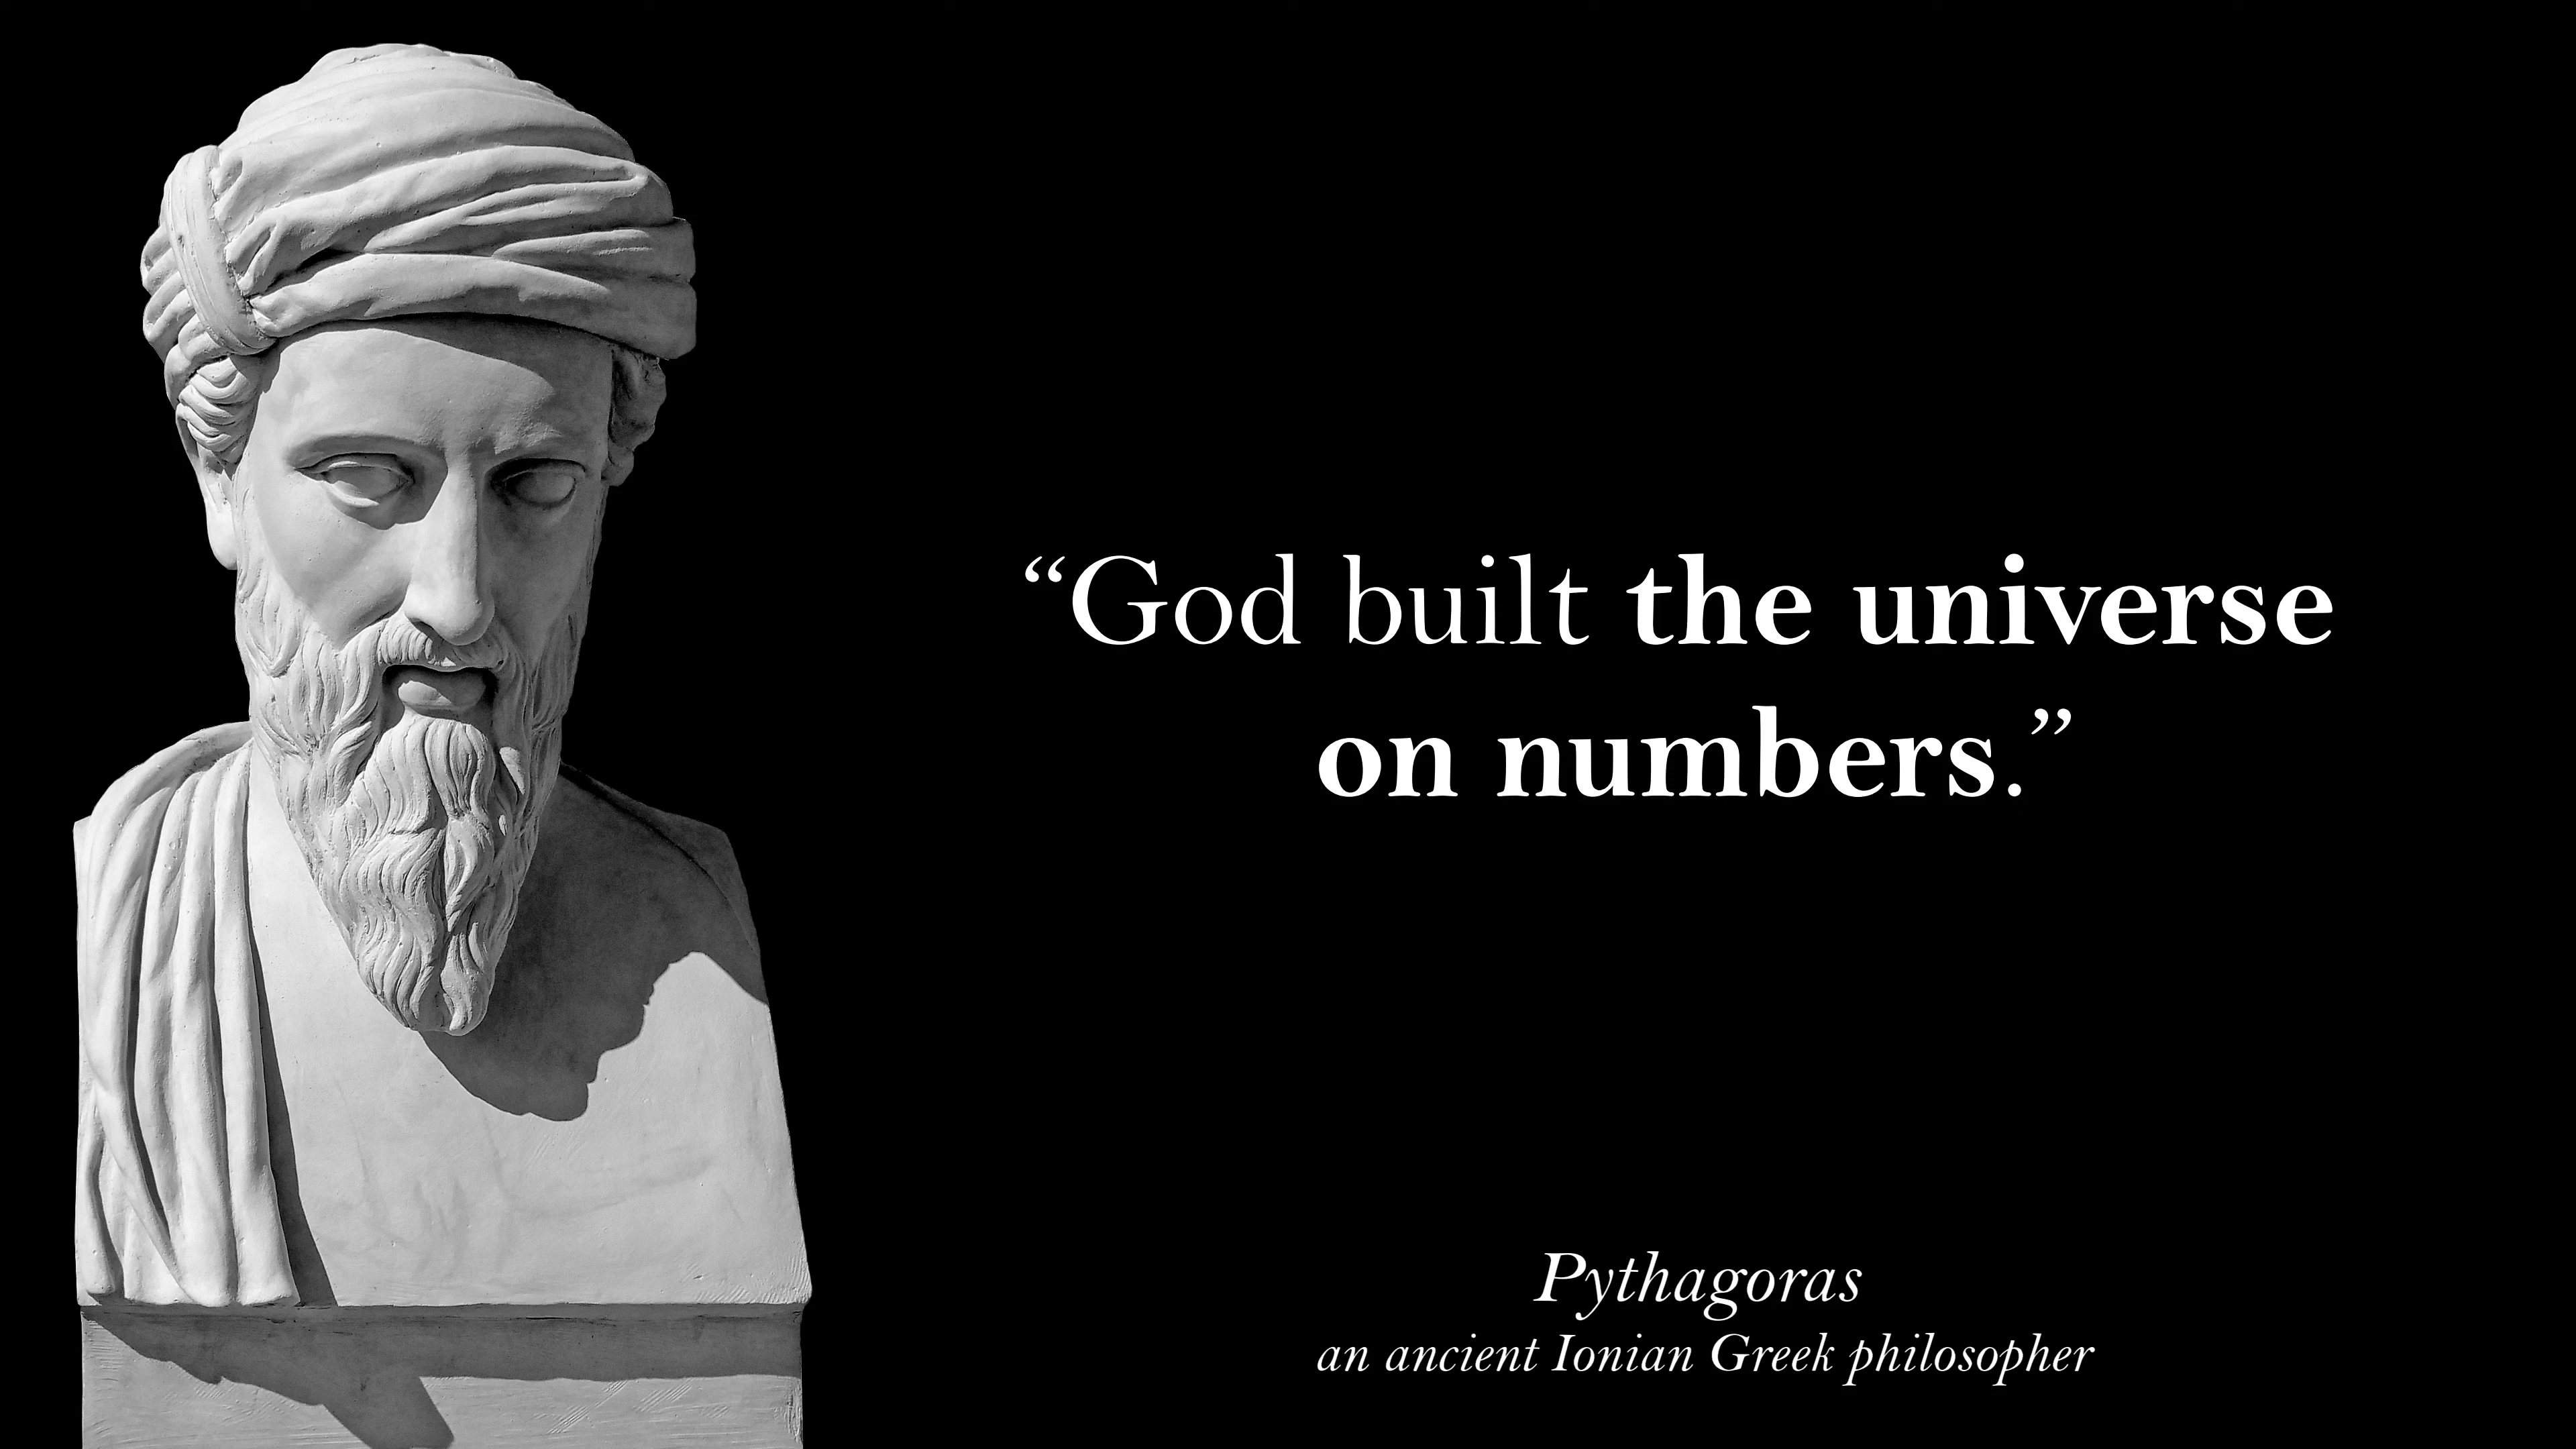 “God built the universe
on numbers.”
Pythagoras
an ancient Ionian Greek philosopher